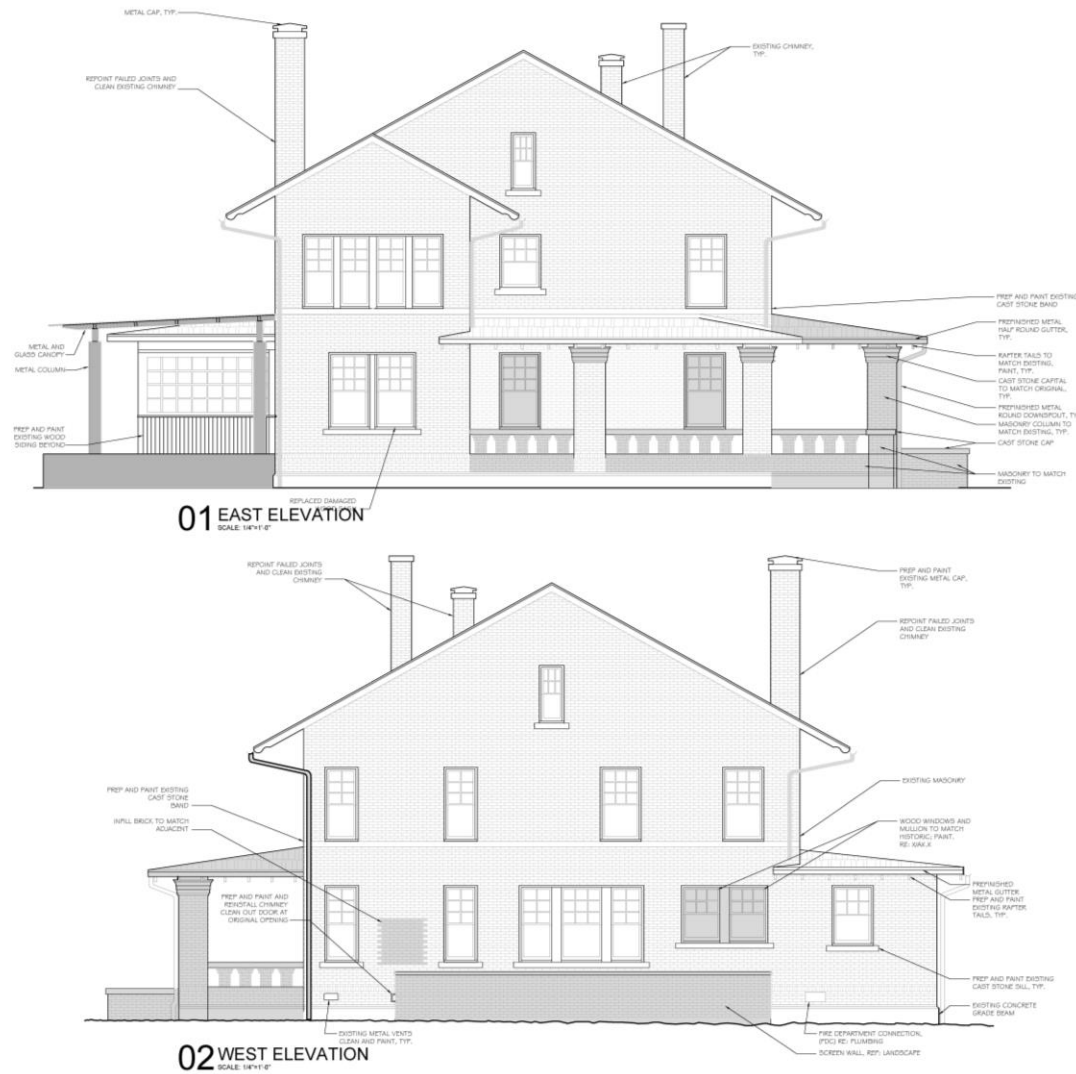 METAL CAP, TYP.
REPOINT FAILED JOINTS AND
CLEAN EXISTING CHIMNEY
EXISTING CHIMNEY,
TYP.
METAL AND
GLASS CANOPY
METAL COLUMN
PREP AND PAINT
EXISTING WOOD
SIDING BEYOND
PREP AND PAINT EXISTING
CAST STONE BAND
PREFINISHED METAL
HALF ROUND GUTTER,
TYP.
RAFTER TAILS TO
MATCH EXISTING,
PAINT, TYP.
CAST STONE CAPITAL
TO MATCH ORIGINAL,
TYP.
PREFINISHED METAL
ROUND DOWNSPOUT, TY
MASONRY COLUMN TO
MATCH EXISTING, TYP.
CAST STONE CAP
MASONRY TO MATCH
EXISTING
REPLACED DAMAGED
01 EAST ELEVATION
SCALE: 1/4"=1'-0"
REPOINT FAILED JOINTS
AND CLEAN EXISTING
CHIMNEY
PREP AND PAINT
EXISTING METAL CAP,
TYP.
REPOINT FAILED JOINTS
AND CLEAN EXISTING
CHIMNEY
PREP AND PAINT EXISTING
CAST STONE
BAND
INFILL BRICK TO MATCH
ADJACENT
PREP AND PAINT AND
REINSTALL CHIMNEY
CLEAN OUT DOOR AT
ORIGINAL OPENING
EXISTING MASONRY
WOOD WINDOWS AND
MULLION TO MATCH
HISTORIC; PAINT.
RE: X/AX.X
PREFINISHED
METAL GUTTER
PREP AND PAINT
EXISTING RAFTER
TAILS, TYP.
PREP AND PAINT EXISTING
CAST STONE SILL, TYP.
EXISTING CONCRETE
GRADE BEAM
EXISTING METAL VENTS
CLEAN AND PAINT, TYP.
FIRE DEPARTMENT CONNECTION,
(FDC) RE: PLUMBING
SCREEN WALL, REF: LANDSCAPE
02 WEST ELEVATION
SCALE: 1/4"=1'-0"